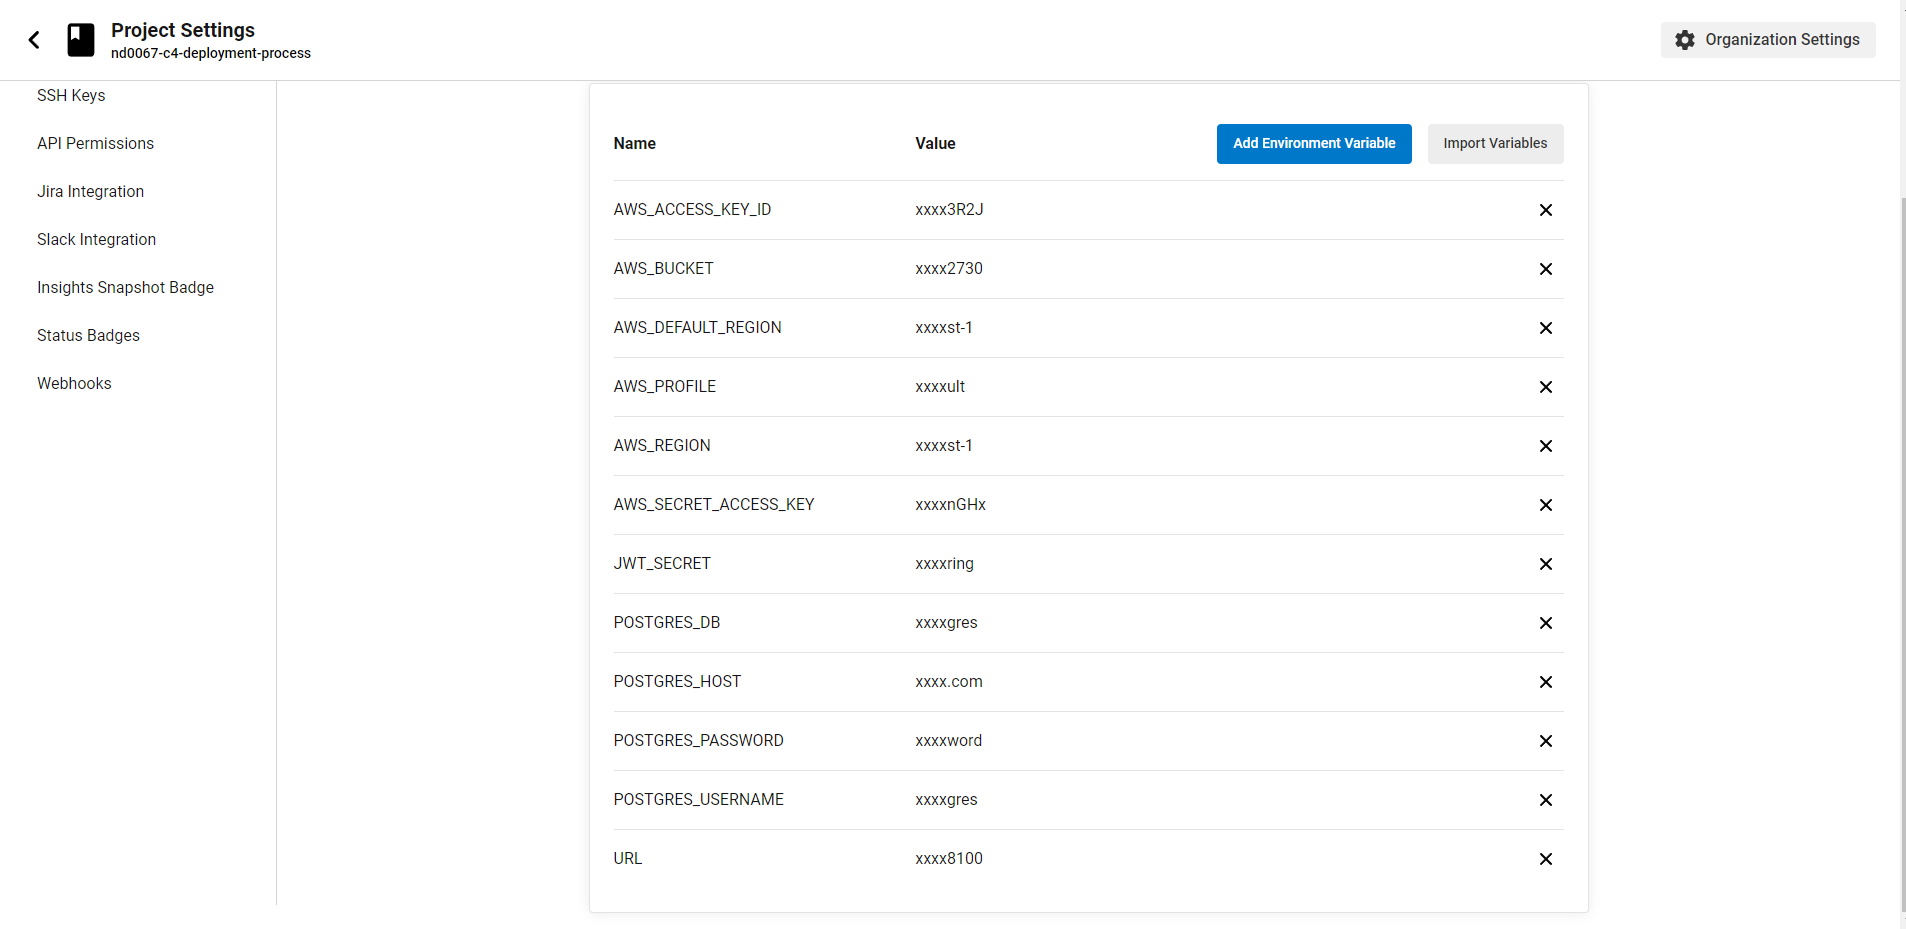 Project Settings
nd0067-c4-deployment-process
Organization Settings
SSH Keys
API Permissions
Jira Integration
Slack Integration
Insights Snapshot Badge
Status Badges
Webhooks
Name Value Add Environment Variable Import Variables
AWS_ACCESS_KEY_ID xxxx3R2J
AWS_BUCKET xxxx2730
AWS_DEFAULT_REGION xxxxst-1
AWS_PROFILE xxxxult
AWS_REGION xxxxst-1
AWS_SECRET_ACCESS_KEY xxxxnGHx
JWT_SECRET xxxxring
POSTGRES_DB xxxxgres
POSTGRES_HOST xxxx.com
POSTGRES_PASSWORD xxxxword
POSTGRES_USERNAME xxxxgres
URL xxxx8100